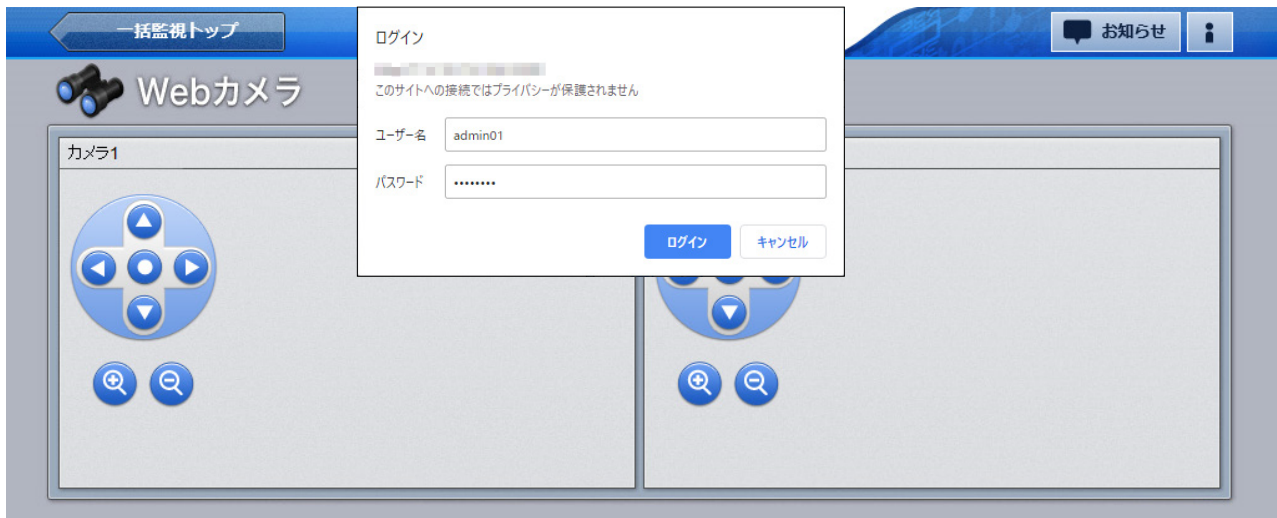 一括監視トップ
お知らせ
Webカメラ
ログイン
このサイトへの接続ではプライバシーが保護されません
ユーザー名
admin01
パスワード
••••••••
ログイン
キャンセル
カメラ1